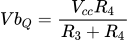 Vb_Q = \frac{V_{cc} R_4}{R_3 + R_4}